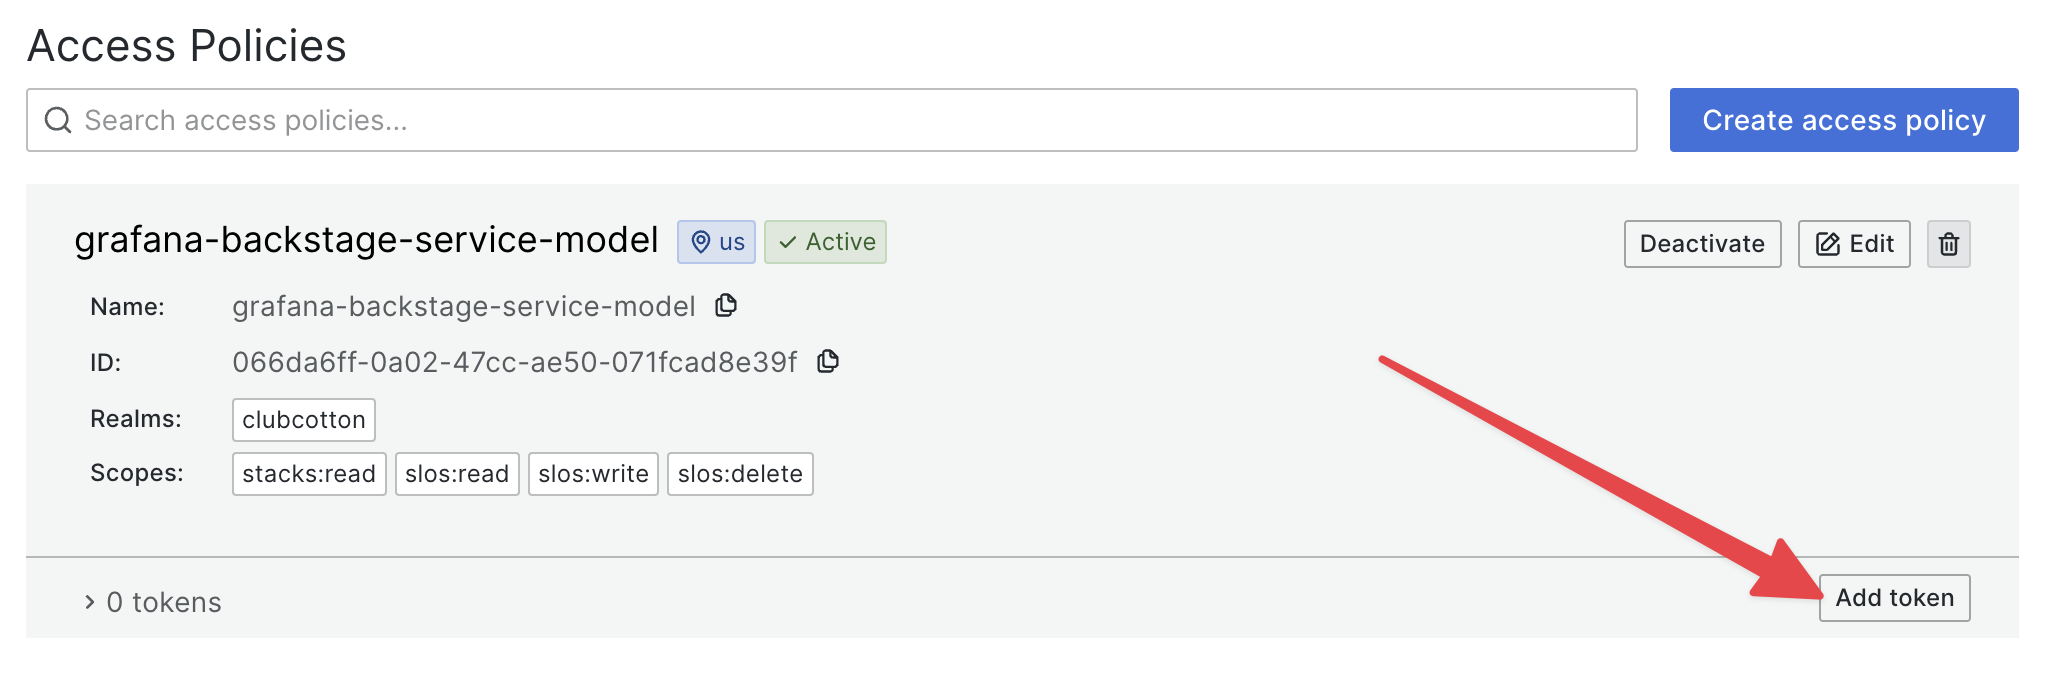 Access Policies
Search access policies...
Create access policy
grafana-backstage-service-model us Active Deactivate Edit
Name: grafana-backstage-service-model
ID: 066da6ff-0a02-47cc-ae50-071fcad8e39f
Realms: clubcotton
Scopes: stacks:read slos:read slos:write slos:delete
0 tokens Add token